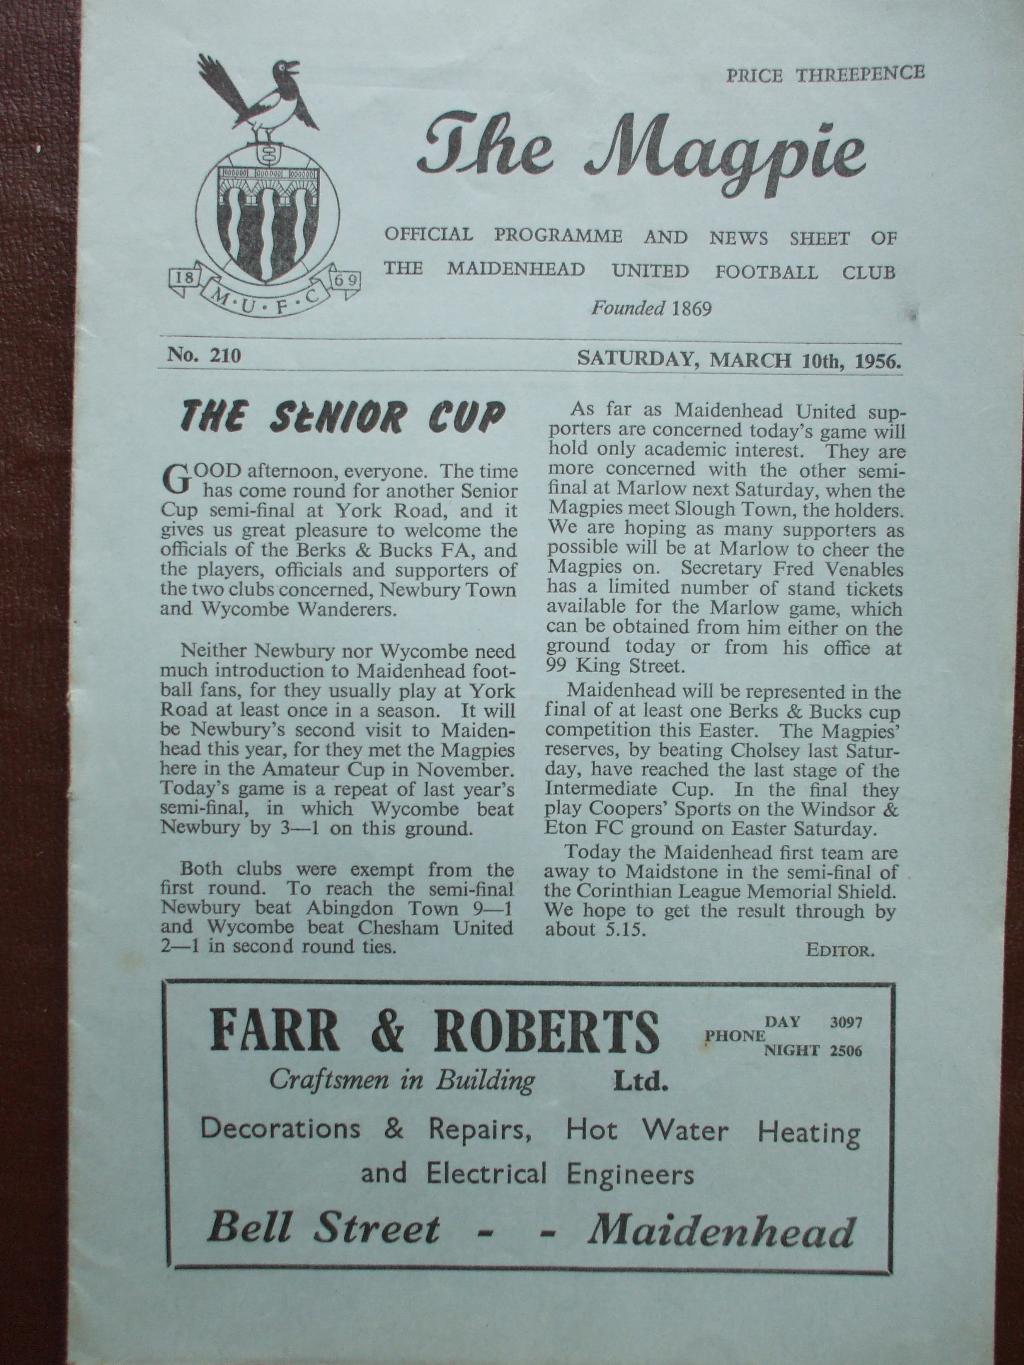 PRICE THREEPENCE
The Magpie
OFFICIAL PROGRAMME AND NEWS SHEET OF
THE MAIDENHEAD UNITED FOOTBALL CLUB
Founded 1869
18 69
M·U·F·C
No. 210 SATURDAY, MARCH 10th, 1956.
THE SENIOR CUP
GOOD afternoon, everyone. The time
has come round for another Senior
Cup semi-final at York Road, and it
gives us great pleasure to welcome the
officials of the Berks & Bucks FA, and
the players, officials and supporters of
the two clubs concerned, Newbury Town
and Wycombe Wanderers.
Neither Newbury nor Wycombe need
much introduction to Maidenhead foot-
ball fans, for they usually play at York
Road at least once in a season. It will
be Newbury's second visit to Maiden-
head this year, for they met the Magpies
here in the Amateur Cup in November.
Today's game is a repeat of last year's
semi-final, in which Wycombe beat
Newbury by 3—1 on this ground.
Both clubs were exempt from the
first round. To reach the semi-final
Newbury beat Abingdon Town 9—1
and Wycombe beat Chesham United
2—1 in second round ties.
As far as Maidenhead United sup-
porters are concerned today's game will
hold only academic interest. They are
more concerned with the other semi-
final at Marlow next Saturday, when the
Magpies meet Slough Town, the holders.
We are hoping as many supporters as
possible will be at Marlow to cheer the
Magpies on. Secretary Fred Venables
has a limited number of stand tickets
available for the Marlow game, which
can be obtained from him either on the
ground today or from his office at
99 King Street.
Maidenhead will be represented in the
final of at least one Berks & Bucks cup
competition this Easter. The Magpies'
reserves, by beating Cholsey last Satur-
day, have reached the last stage of the
Intermediate Cup. In the final they
play Coopers' Sports on the Windsor &
Eton FC ground on Easter Saturday.
Today the Maidenhead first team are
away to Maidstone in the semi-final of
the Corinthian League Memorial Shield.
We hope to get the result through by
about 5.15.
EDITOR.
FARR & ROBERTS
Craftsmen in Building Ltd.
DAY 3097
PHONE
NIGHT 2506
Decorations & Repairs, Hot Water Heating
and Electrical Engineers
Bell Street - - Maidenhead